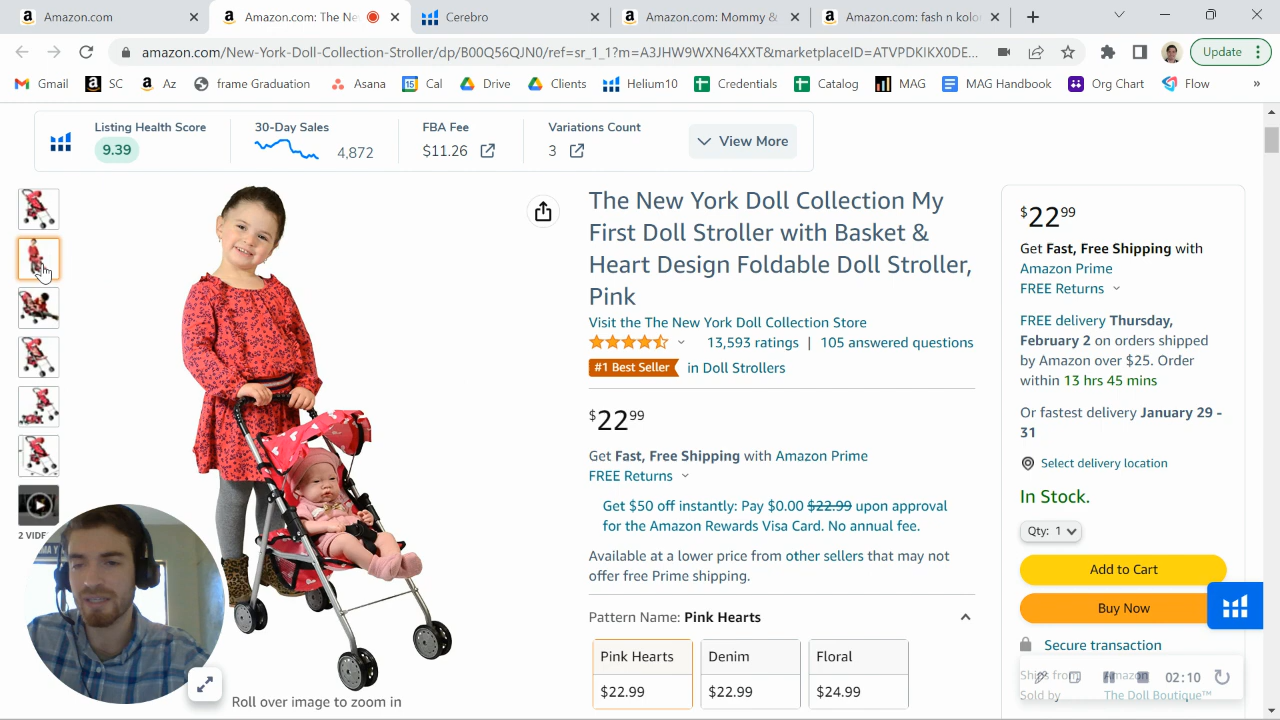 Amazon.com
Amazon.com: The Ne
Cerebro
Amazon.com: Mommy &
Amazon.com: fash n kolor
amazon.com/New-York-Doll-Collection-Stroller/dp/B00Q56QJN0/ref=sr_1_1?m=A3JHW9WXN64XXT&marketplaceID=ATVPDKIKX0DE...
Update
Gmail
SC
Az
frame Graduation
Asana
Cal
Drive
Clients
Helium10
Credentials
Catalog
MAG
MAG Handbook
Org Chart
Flow
»
Listing Health Score
9.39
30-Day Sales
4,872
FBA Fee
$11.26
Variations Count
3
View More
The New York Doll Collection My
First Doll Stroller with Basket &
Heart Design Foldable Doll Stroller,
Pink
Visit the The New York Doll Collection Store
13,593 ratings | 105 answered questions
#1 Best Seller in Doll Strollers
$22 99
Get Fast, Free Shipping with Amazon Prime
FREE Returns
Get $50 off instantly: Pay $0.00 $22.99 upon approval
for the Amazon Rewards Visa Card. No annual fee.
Available at a lower price from other sellers that may not
offer free Prime shipping.
Pattern Name: Pink Hearts
Pink Hearts
$22.99
Denim
$22.99
Floral
$24.99
$22 99
Get Fast, Free Shipping with
Amazon Prime
FREE Returns
FREE delivery Thursday,
February 2 on orders shipped
by Amazon over $25. Order
within 13 hrs 45 mins
Or fastest delivery January 29 -
31
Select delivery location
In Stock.
Qty: 1
Add to Cart
Buy Now
Secure transaction
Ships from Amazon
Sold by The Doll Boutique™
02:10
2 VIDE
Roll over image to zoom in